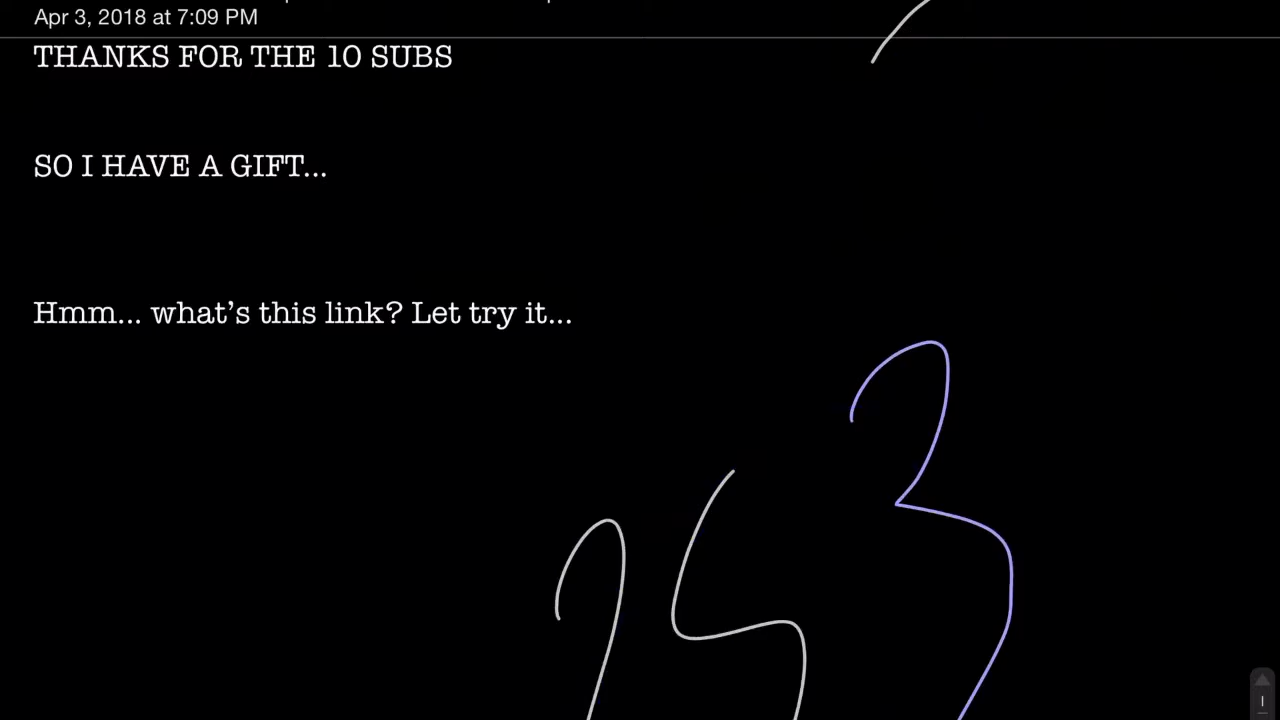 Apr 3, 2018 at 7:09 PM
THANKS FOR THE 10 SUBS
SO I HAVE A GIFT...
Hmm... what's this link? Let try it...